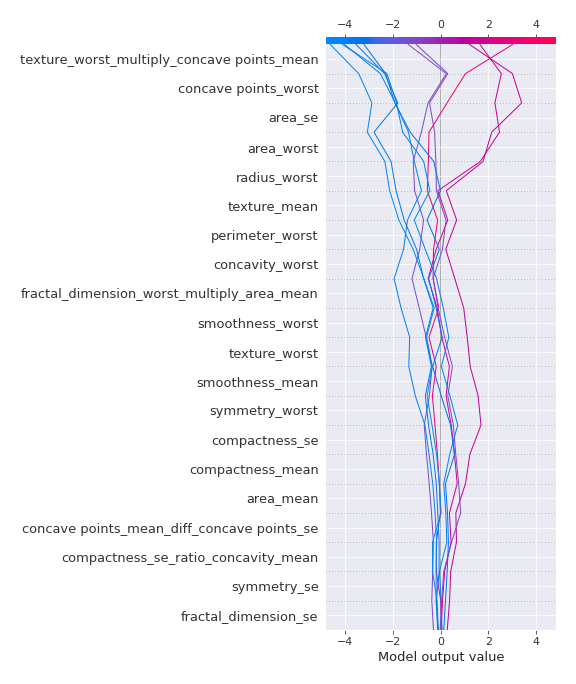 −4 −2 0 2 4
texture_worst_multiply_concave points_mean
concave points_worst
area_se
area_worst
radius_worst
texture_mean
perimeter_worst
concavity_worst
fractal_dimension_worst_multiply_area_mean
smoothness_worst
texture_worst
smoothness_mean
symmetry_worst
compactness_se
compactness_mean
area_mean
concave points_mean_diff_concave points_se
compactness_se_ratio_concavity_mean
symmetry_se
fractal_dimension_se
−4 −2 0 2 4
Model output value